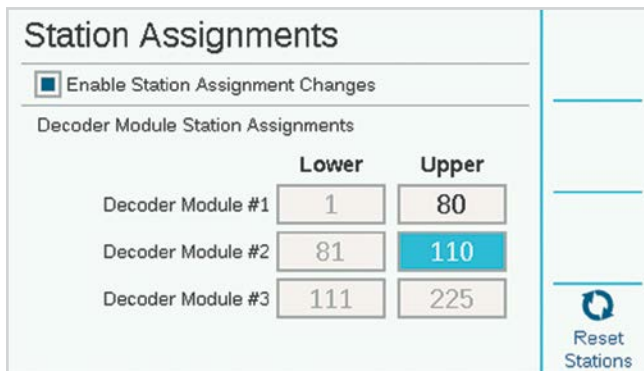 Station Assignments
Enable Station Assignment Changes
Decoder Module Station Assignments
Lower Upper
Decoder Module #1 1 80
Decoder Module #2 81 110
Decoder Module #3 111 225
Reset
Stations